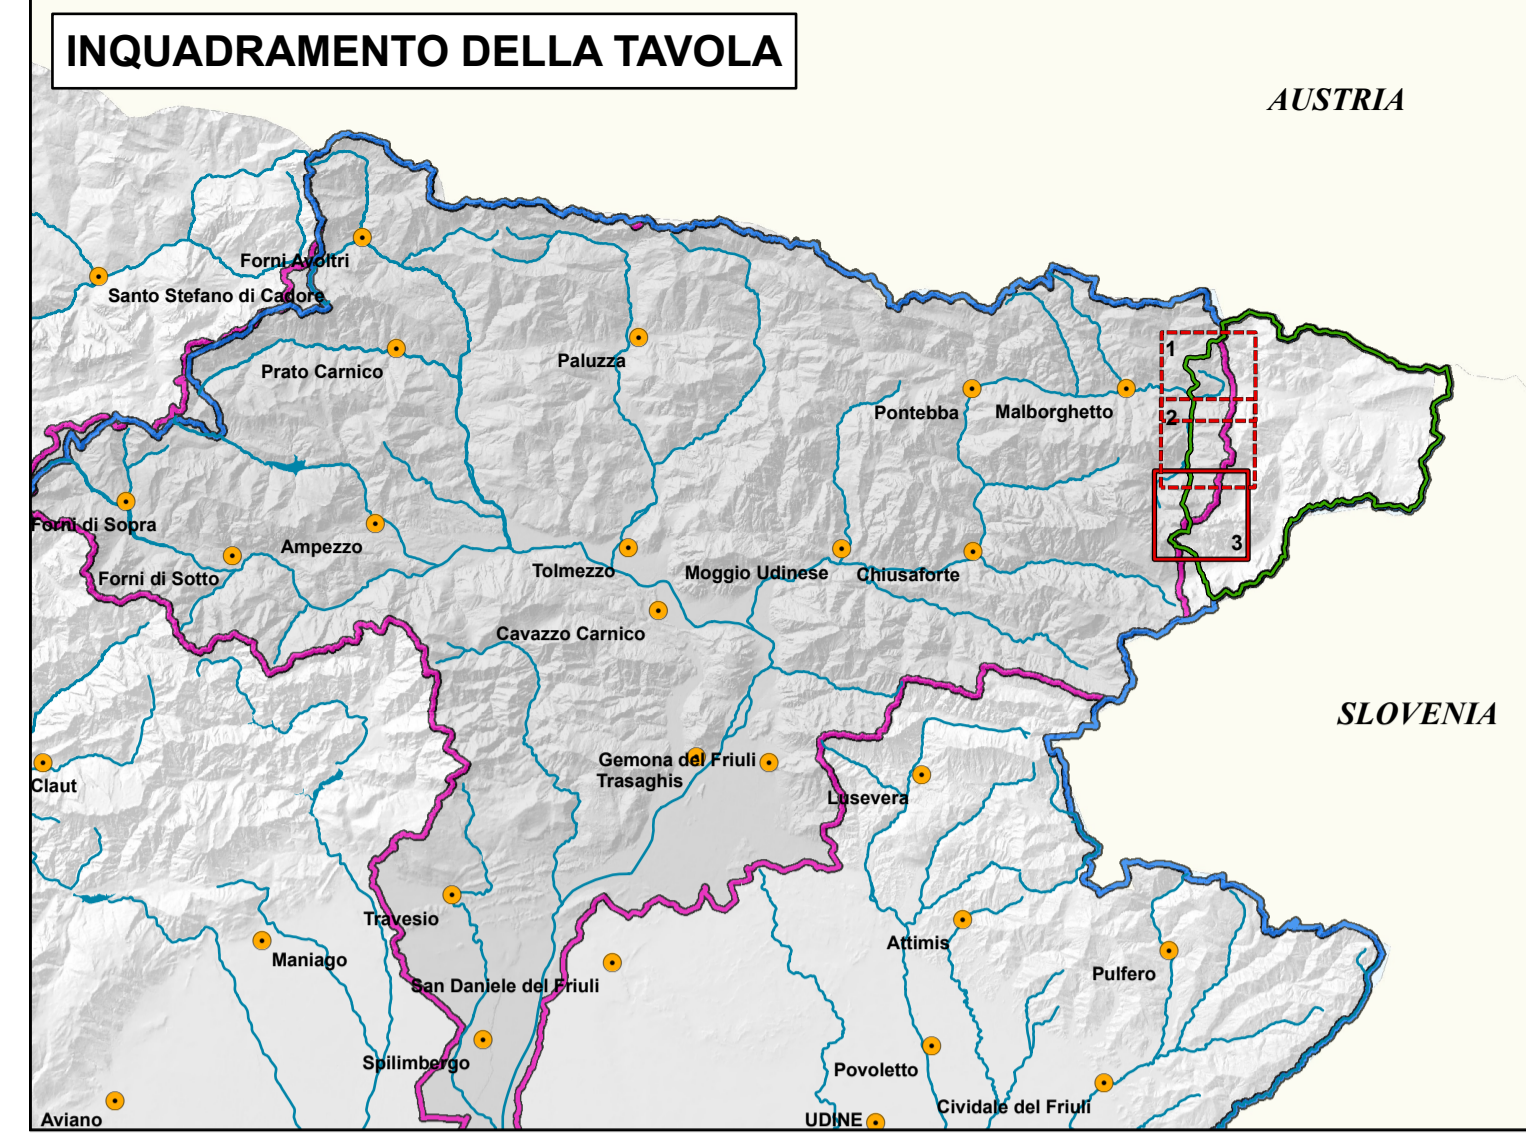 INQUADRAMENTO DELLA TAVOLA
AUSTRIA
Forni Avoltri
Santo Stefano di Cadore
Prato Carnico
Paluzza
1
Pontebba
Malborghetto
2
Forni di Sopra
Ampezzo
3
Forni di Sotto
Tolmezzo
Moggio Udinese
Chiusaforte
Cavazzo Carnico
SLOVENIA
Gemona del Friuli
Trasaghis
Claut
Lusevera
Travesio
Attimis
Maniago
Pulfero
San Daniele del Friuli
Spilimbergo
Povoletto
Cividale del Friuli
Aviano
UDINE